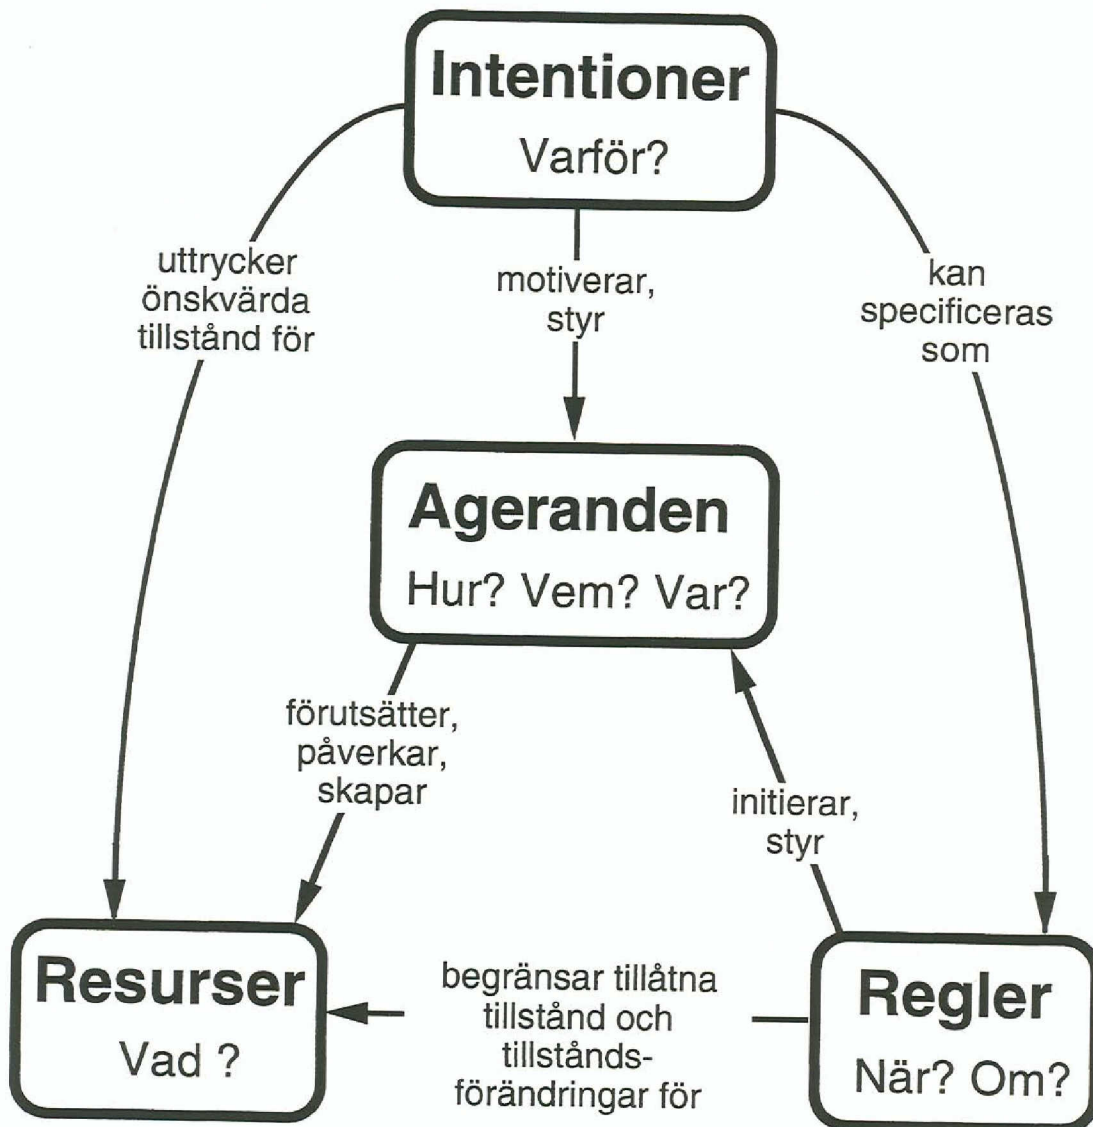 Intentioner
Varför?
uttrycker
önskvärda
tillstånd för
motiverar,
styr
kan
specificeras
som
Ageranden
Hur? Vem? Var?
förutsätter,
påverkar,
skapar
initierar,
styr
Resurser
Vad ?
begränsar tillåtna
tillstånd och
tillstånds-
förändringar för
Regler
När? Om?